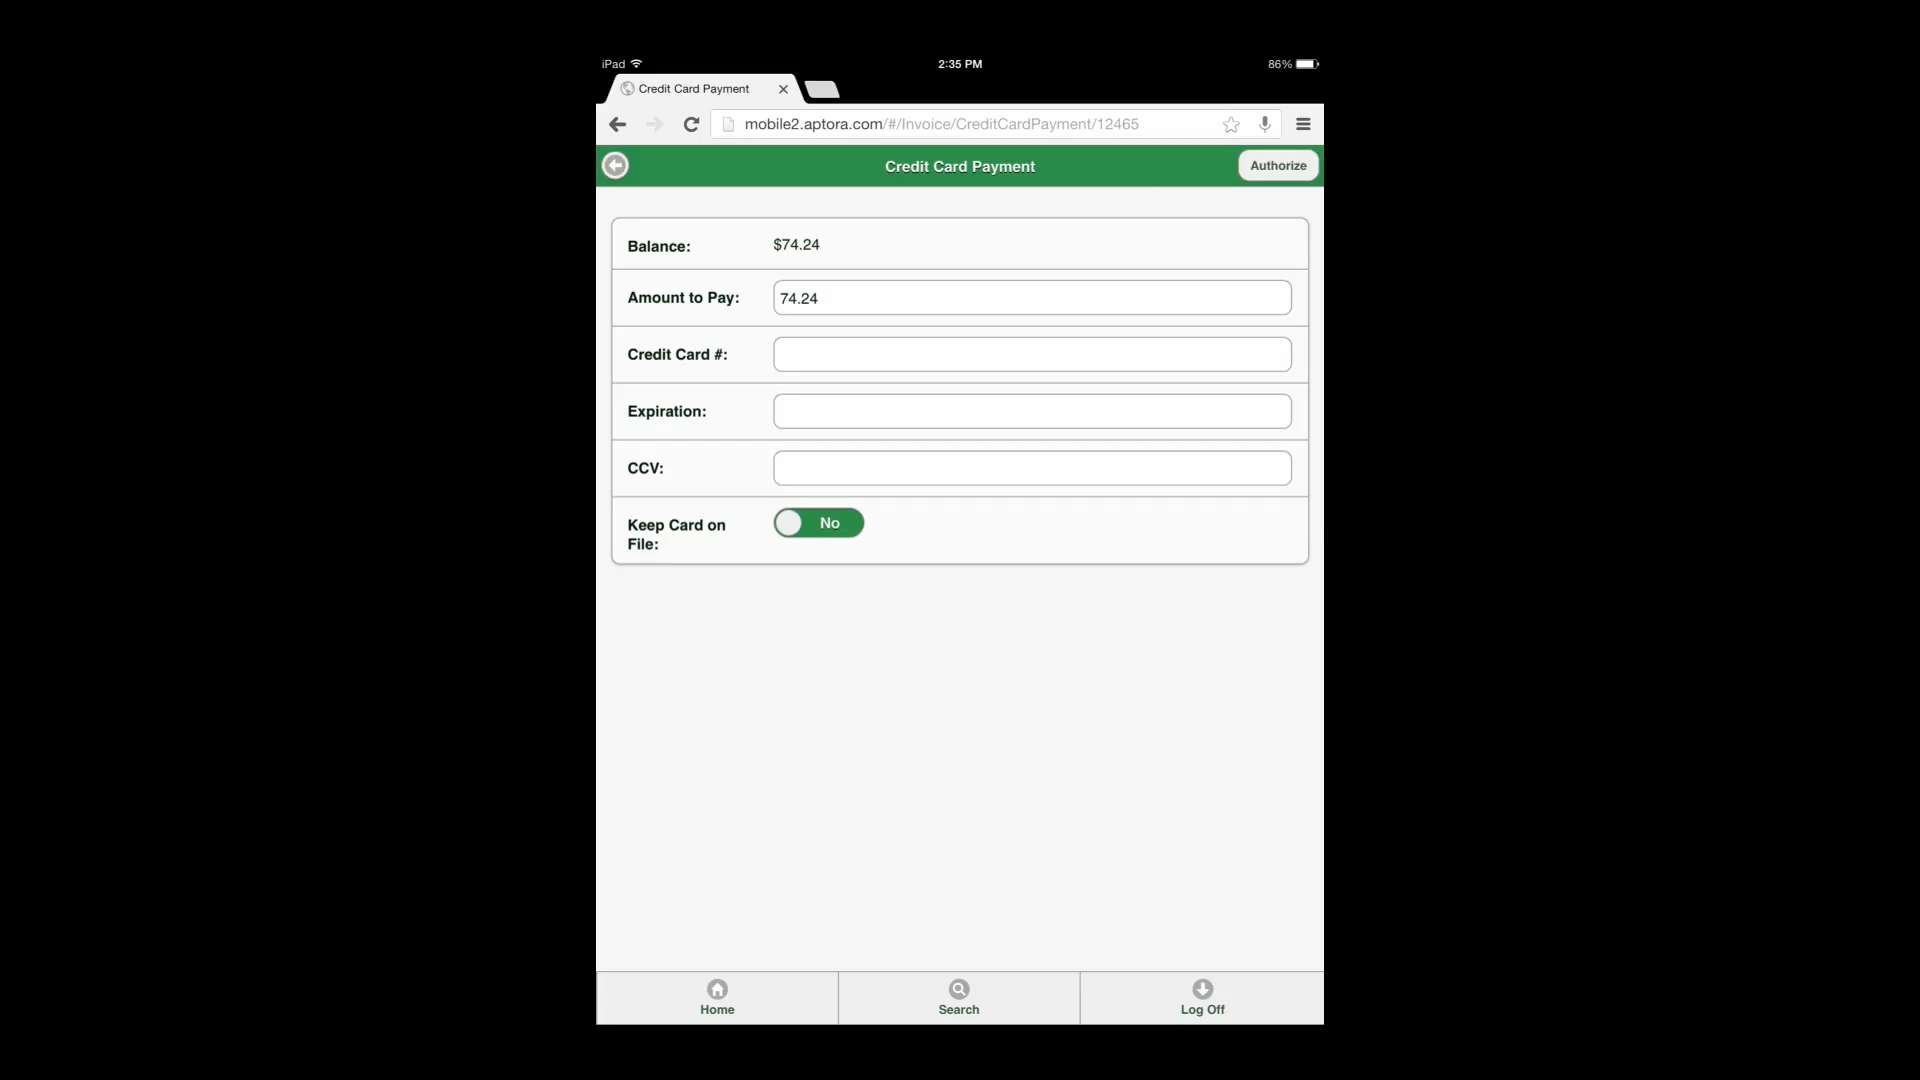 iPad 2:35 PM 86%
Credit Card Payment
mobile2.aptora.com/#/Invoice/CreditCardPayment/12465
Credit Card Payment Authorize
Balance: $74.24
Amount to Pay: 74.24
Credit Card #:
Expiration:
CCV:
Keep Card on
File:
No
Home Search Log Off